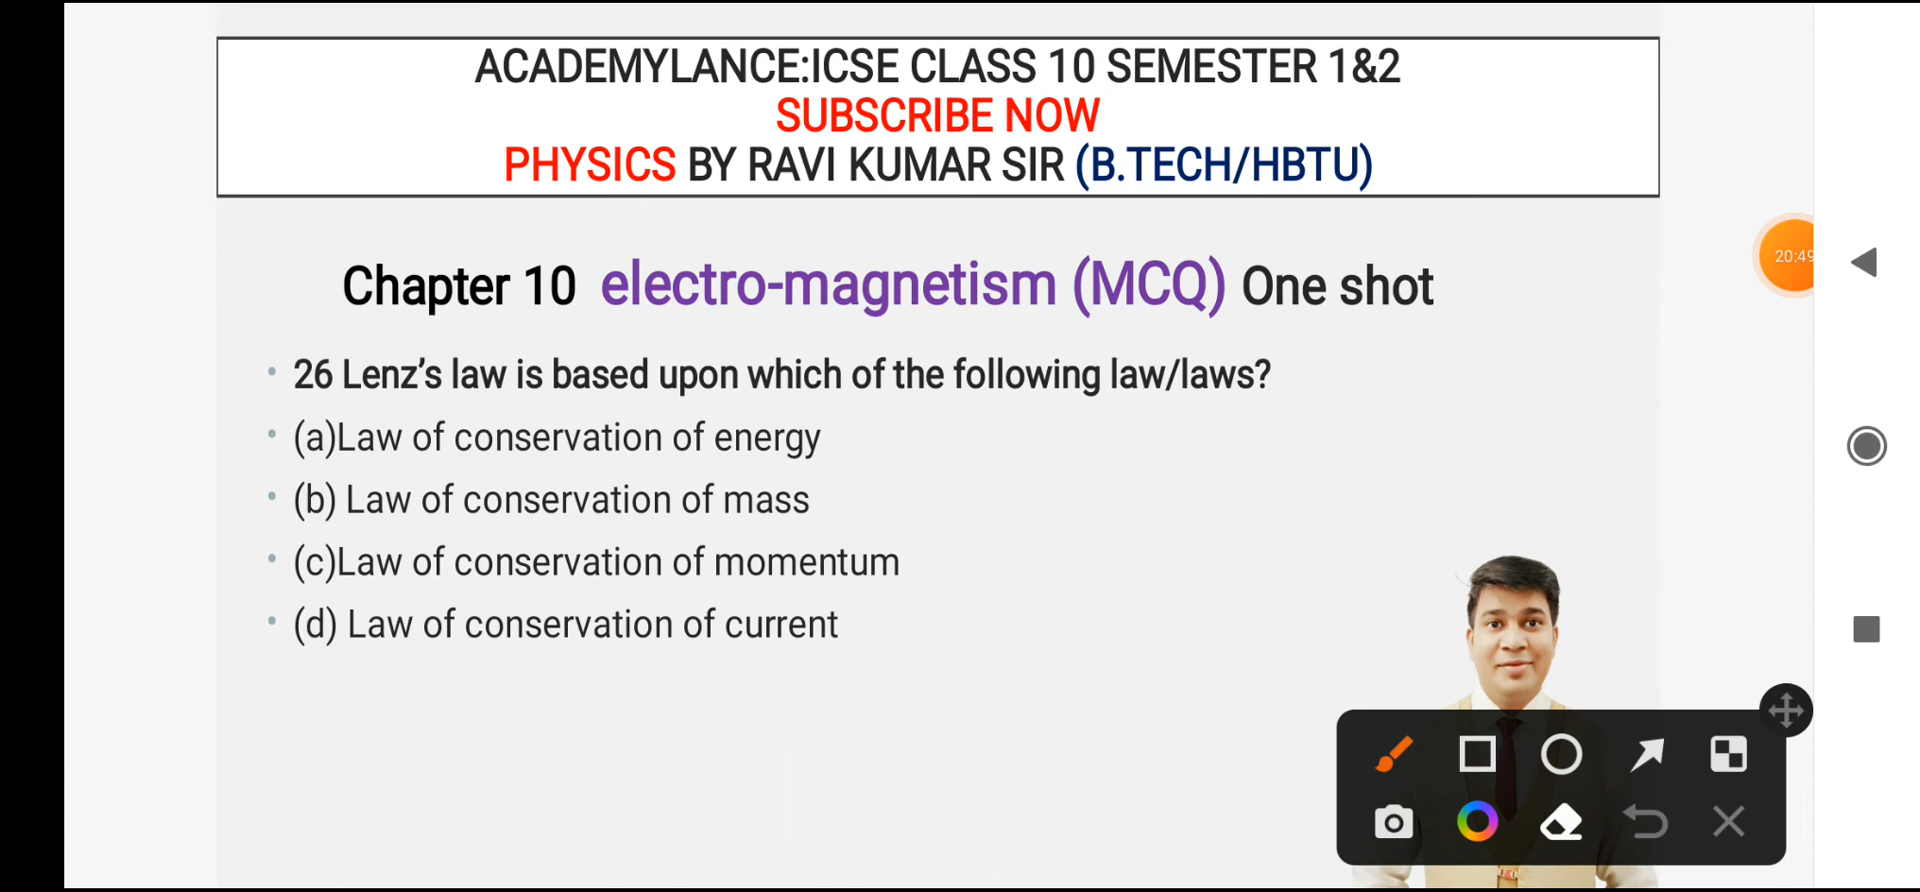 ACADEMYLANCE:ICSE CLASS 10 SEMESTER 1&2
SUBSCRIBE NOW
PHYSICS BY RAVI KUMAR SIR (B.TECH/HBTU)
20:49
Chapter 10 electro-magnetism (MCQ) One shot
• 26 Lenz’s law is based upon which of the following law/laws?
• (a)Law of conservation of energy
• (b) Law of conservation of mass
• (c)Law of conservation of momentum
• (d) Law of conservation of current